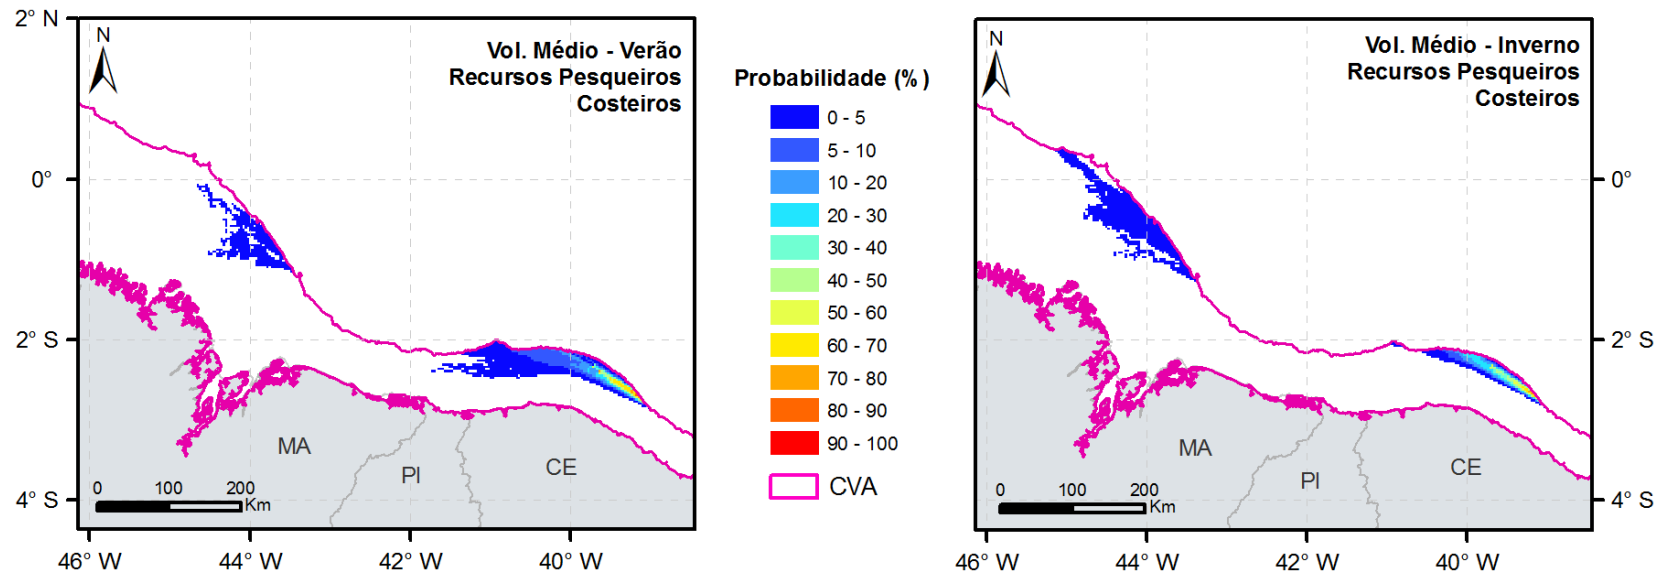 2° N
0°
2° S
4° S
N
Vol. Médio - Verão
Recursos Pesqueiros
Costeiros
MA
PI
CE
0 100 200
Km
46° W 44° W 42° W 40° W
Probabilidade (%)
0 - 5
5 - 10
10 - 20
20 - 30
30 - 40
40 - 50
50 - 60
60 - 70
70 - 80
80 - 90
90 - 100
CVA
N
Vol. Médio - Inverno
Recursos Pesqueiros
Costeiros
MA
PI
CE
0 100 200
Km
46° W 44° W 42° W 40° W
0°
2° S
4° S